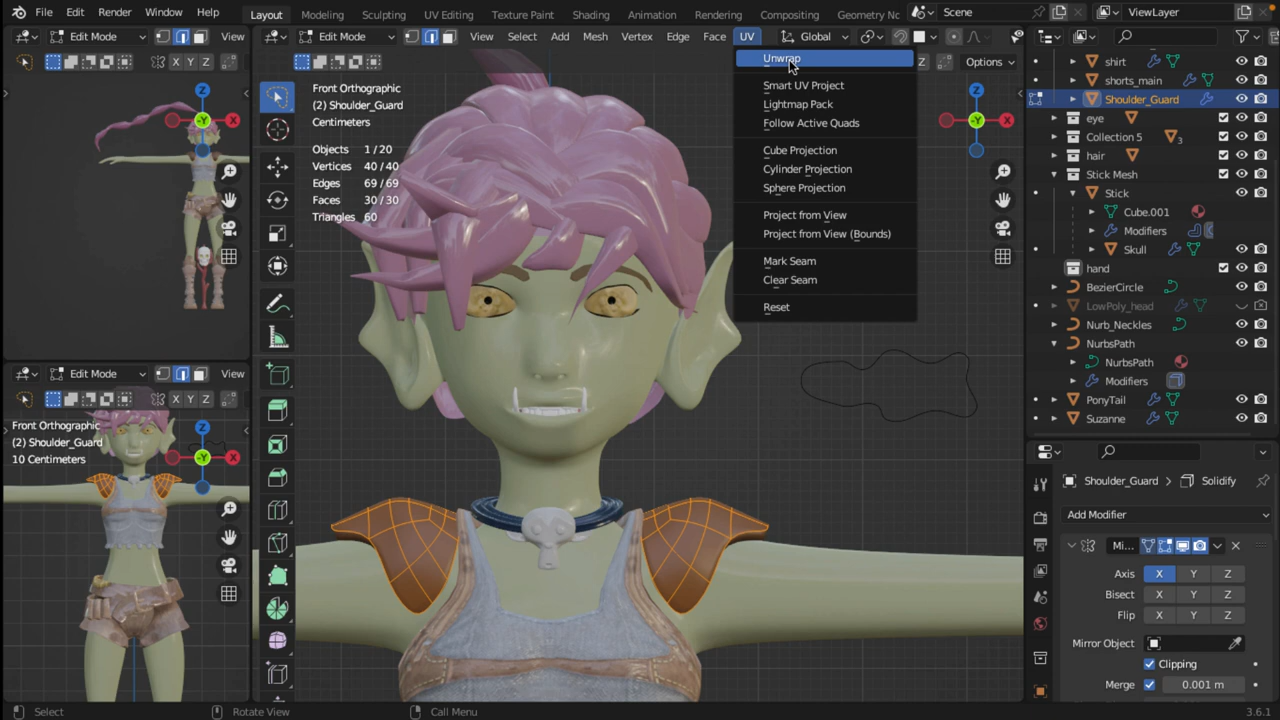 File Edit Render Window Help
Layout Modeling Sculpting UV Editing Texture Paint Shading Animation Rendering Compositing Geometry Nc
Scene
ViewLayer
Edit Mode View
Edit Mode View Select Add Mesh Vertex Edge Face UV Global
X Y Z
Z Options
Front Orthographic
(2) Shoulder_Guard
Centimeters
Objects 1/20
Vertices 40/40
Edges 69/69
Faces 30/30
Triangles 60
Z
-Y
X
Z
-Y
X
Unwrap
Smart UV Project
Lightmap Pack
Follow Active Quads
Cube Projection
Cylinder Projection
Sphere Projection
Project from View
Project from View (Bounds)
Mark Seam
Clear Seam
Reset
Edit Mode View
X Y Z
Front Orthographic
(2) Shoulder_Guard
10 Centimeters
Z
-Y
X
shirt
shorts_main
Shoulder_Guard
eye
Collection 5 3
hair
Stick Mesh
Stick
Cube.001
Modifiers
Skull
hand
BezierCircle
LowPoly_head
Nurb_Neckles
NurbsPath
NurbsPath
Modifiers
PonyTail
Suzanne
Shoulder_Guard > Solidify
Add Modifier
Mi...
Axis X Y Z
Bisect X Y Z
Flip X Y Z
Mirror Object
Clipping
Merge 0.001 m
Select Rotate View Call Menu 3.6.1